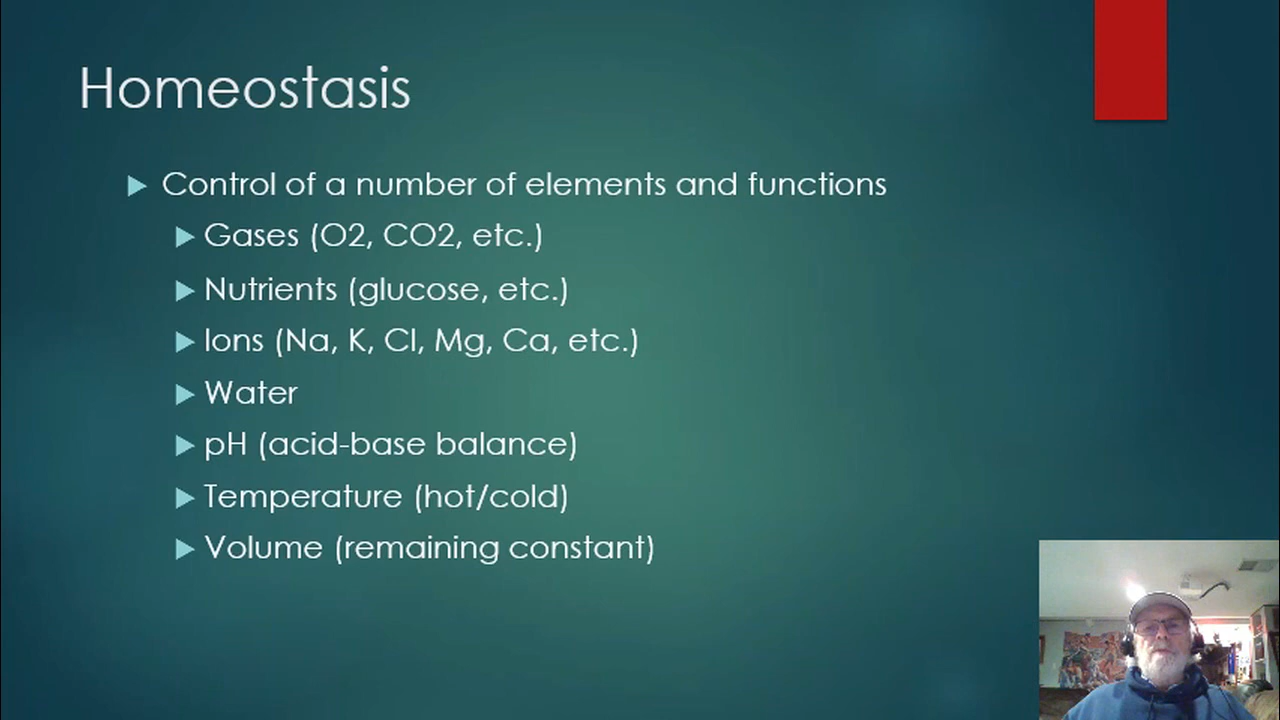 Homeostasis
Control of a number of elements and functions
Gases (O2, CO2, etc.)
Nutrients (glucose, etc.)
Ions (Na, K, Cl, Mg, Ca, etc.)
Water
pH (acid-base balance)
Temperature (hot/cold)
Volume (remaining constant)